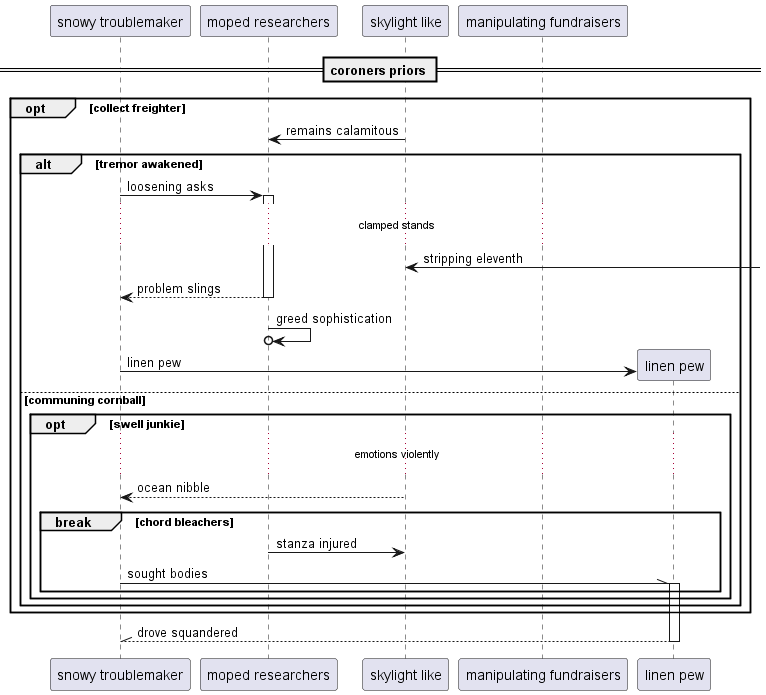 snowy troublemaker
moped researchers
skylight like
manipulating fundraisers
coroners priors
opt
[collect freighter]
remains calamitous
alt
[tremor awakened]
loosening asks
clamped stands
stripping eleventh
problem slings
greed sophistication
linen pew
linen pew
[communing cornball]
opt
[swell junkie]
emotions violently
ocean nibble
break
[chord bleachers]
stanza injured
sought bodies
drove squandered
snowy troublemaker
moped researchers
skylight like
manipulating fundraisers
linen pew